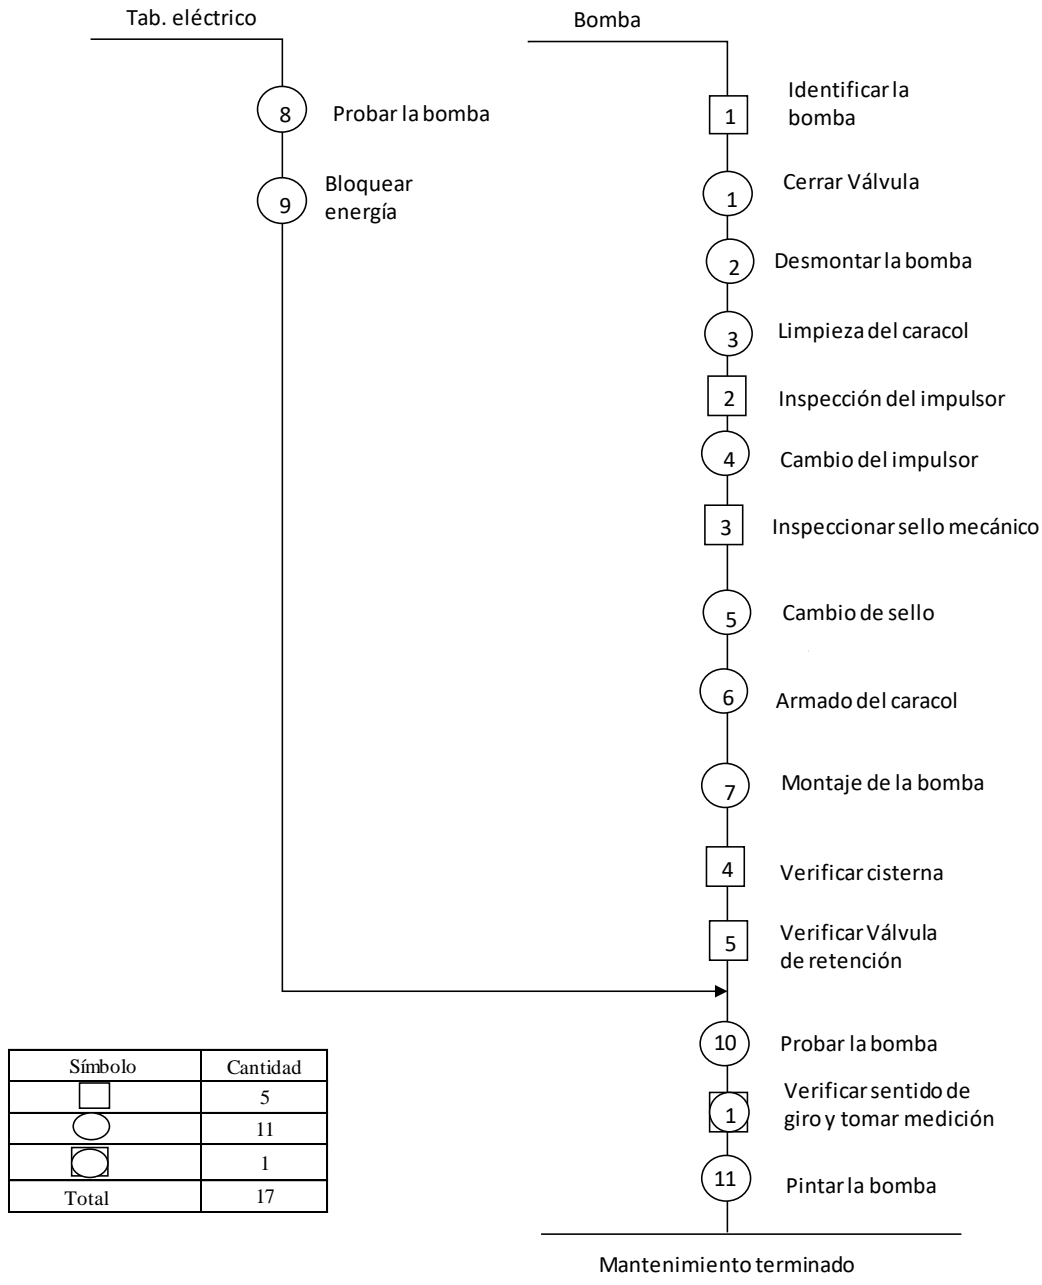 Tab. eléctrico
8
Probar la bomba
9
Bloquear
energía
Bomba
1
Identificar la
bomba
1
Cerrar Válvula
2
Desmontar la bomba
3
Limpieza del caracol
2
Inspección del impulsor
4
Cambio del impulsor
3
Inspeccionar sello mecánico
5
Cambio de sello
6
Armado del caracol
7
Montaje de la bomba
4
Verificar cisterna
5
Verificar Válvula
de retención
10
Probar la bomba
1
Verificar sentido de
giro y tomar medición
11
Pintar la bomba
Mantenimiento terminado
Símbolo Cantidad
5
11
1
Total 17